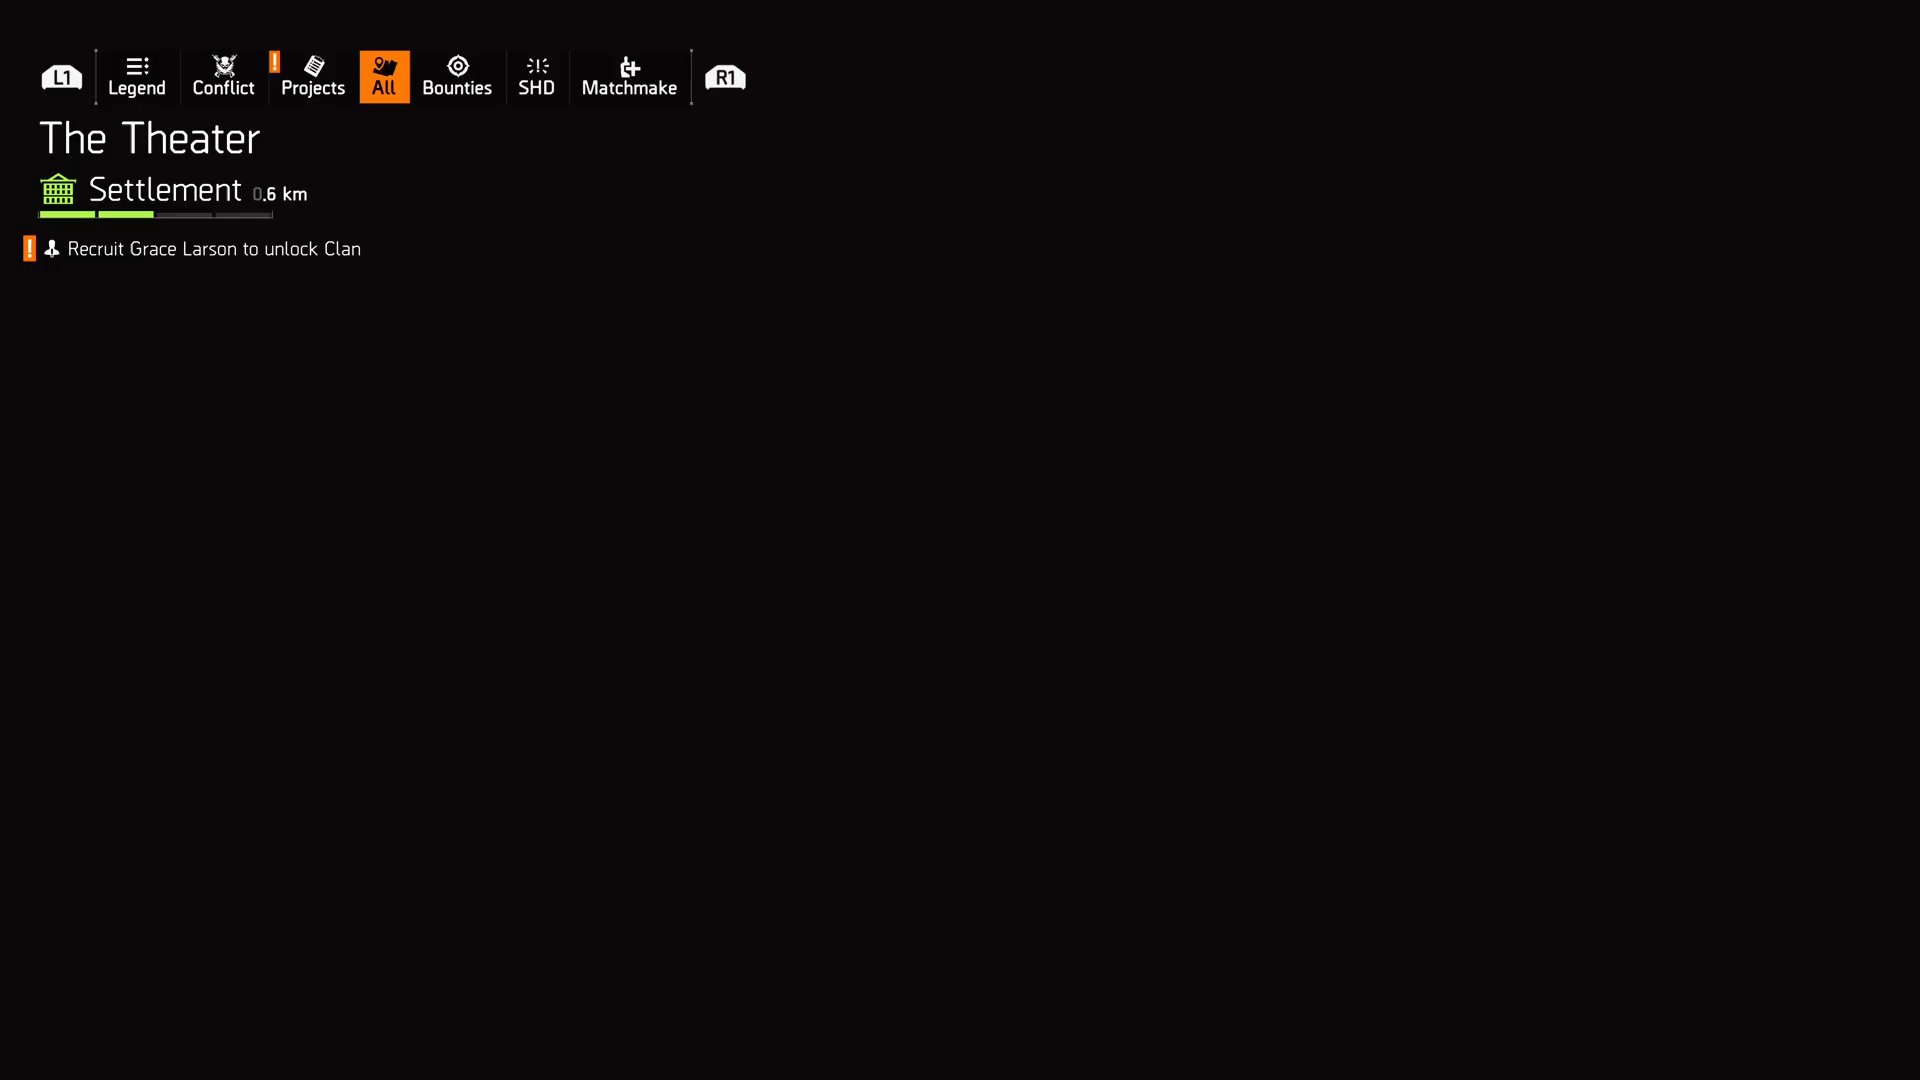 L1 Legend Conflict ! Projects All Bounties SHD Matchmake R1
The Theater
Settlement 0.6 km
! Recruit Grace Larson to unlock Clan